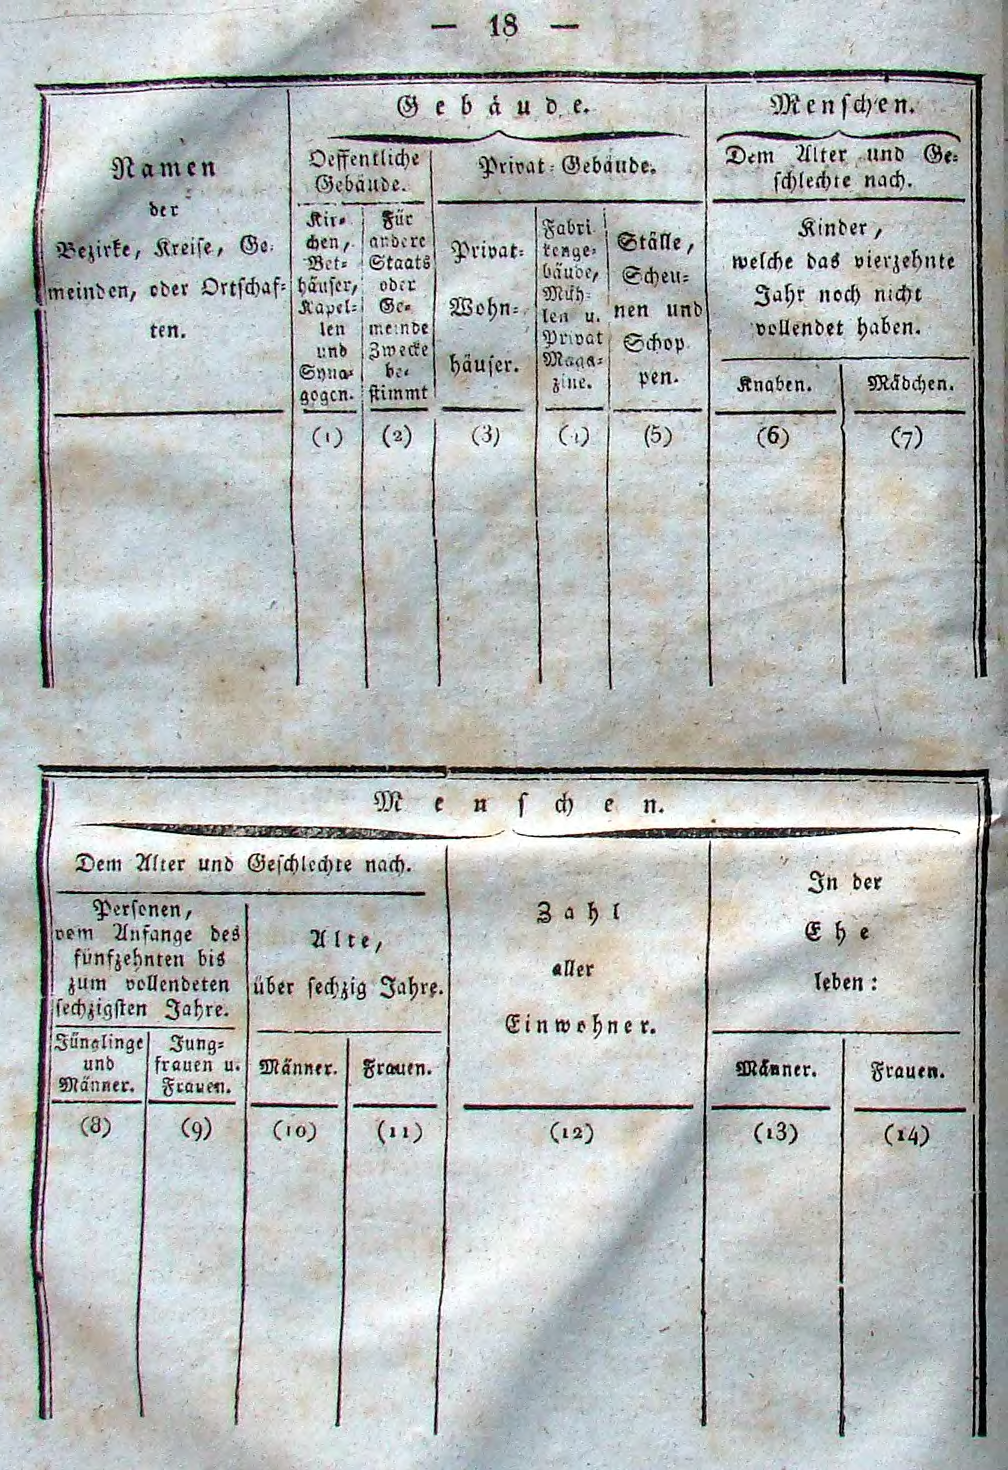 — 18 —
Namen
der
Bezirke, Kreise, Ge-
meinden, oder Ortschaf-
ten.
Gebäude.
Oeffentliche
Gebäude.
Kir-
chen,
Bet-
häuser,
Kapel-
len
und
Syna-
gogen.
(1)
Für
andere
Staats
oder
Ge-
meinde
Zwecke
be-
stimmt
(2)
Privat-Gebäude.
Privat-
Wohn-
häuser.
(3)
Fabri
kenge-
bäude,
Müh-
len u.
Privat
Maga-
zine.
(4)
Ställe,
Scheu-
nen und
Schop
pen.
(5)
Menschen.
Dem Alter und Ge-
schlechte nach.
Kinder,
welche das vierzehnte
Jahr noch nicht
vollendet haben.
Knaben.
(6)
Mädchen.
(7)
Menschen.
Dem Alter und Geschlechte nach.
Personen,
vom Anfange des
fünfzehnten bis
zum vollendeten
sechzigsten Jahre.
Jünglinge
und
Männer.
(8)
Jung-
frauen u.
Frauen.
(9)
Alte,
über sechzig Jahre.
Männer.
(10)
Frauen.
(11)
Zahl
aller
Einwohner.
(12)
In der
Ehe
leben:
Männer.
(13)
Frauen.
(14)